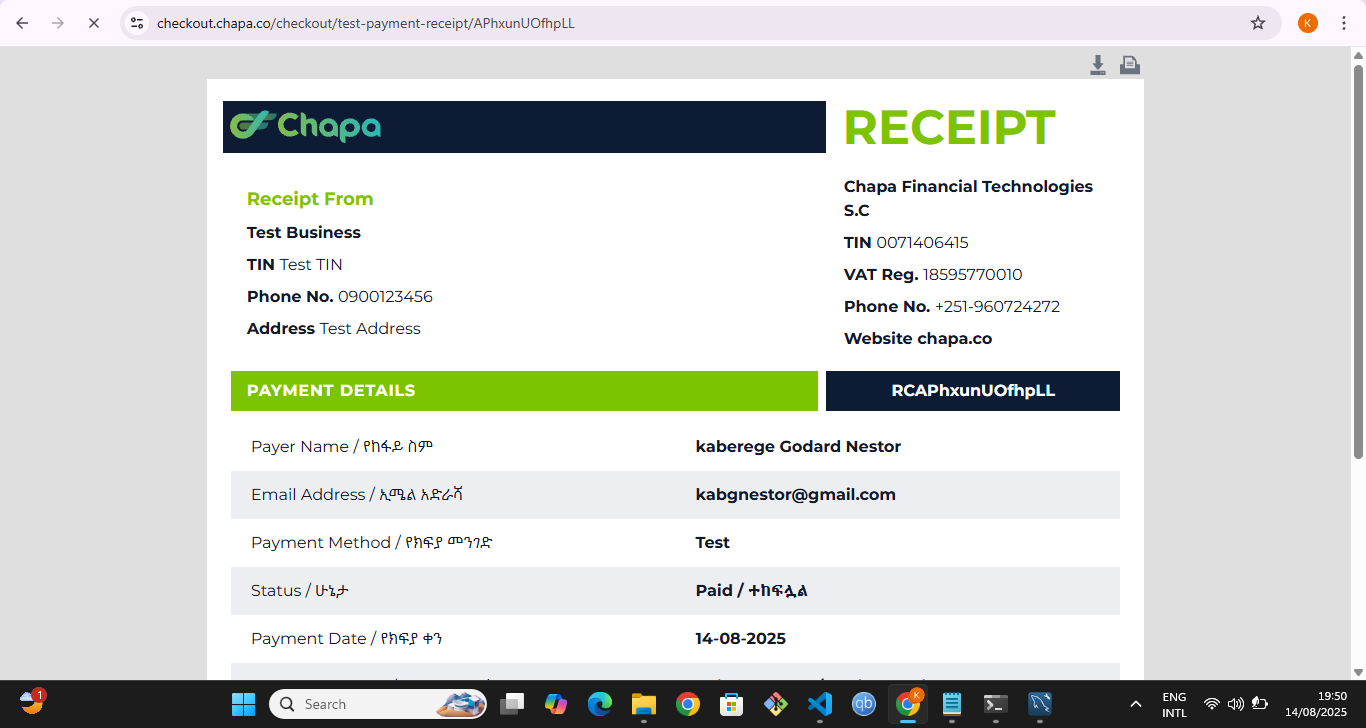 checkout.chapa.co/checkout/test-payment-receipt/APhxunUOfhpLL
K
Chapa
RECEIPT
Receipt From
Test Business
TIN Test TIN
Phone No. 0900123456
Address Test Address
Chapa Financial Technologies
S.C
TIN 0071406415
VAT Reg. 18595770010
Phone No. +251-960724272
Website chapa.co
PAYMENT DETAILS
RCAPhxunUOfhpLL
Payer Name / የከፋይ ስም
kaberege Godard Nestor
Email Address / ኢሜል አድራሻ
kabgnestor@gmail.com
Payment Method / የክፍያ መንገድ
Test
Status / ሁኔታ
Paid / ተከፍሏል
Payment Date / የክፍያ ቀን
14-08-2025
1
Search
qb
K
ENG
INTL
19:50
14/08/2025